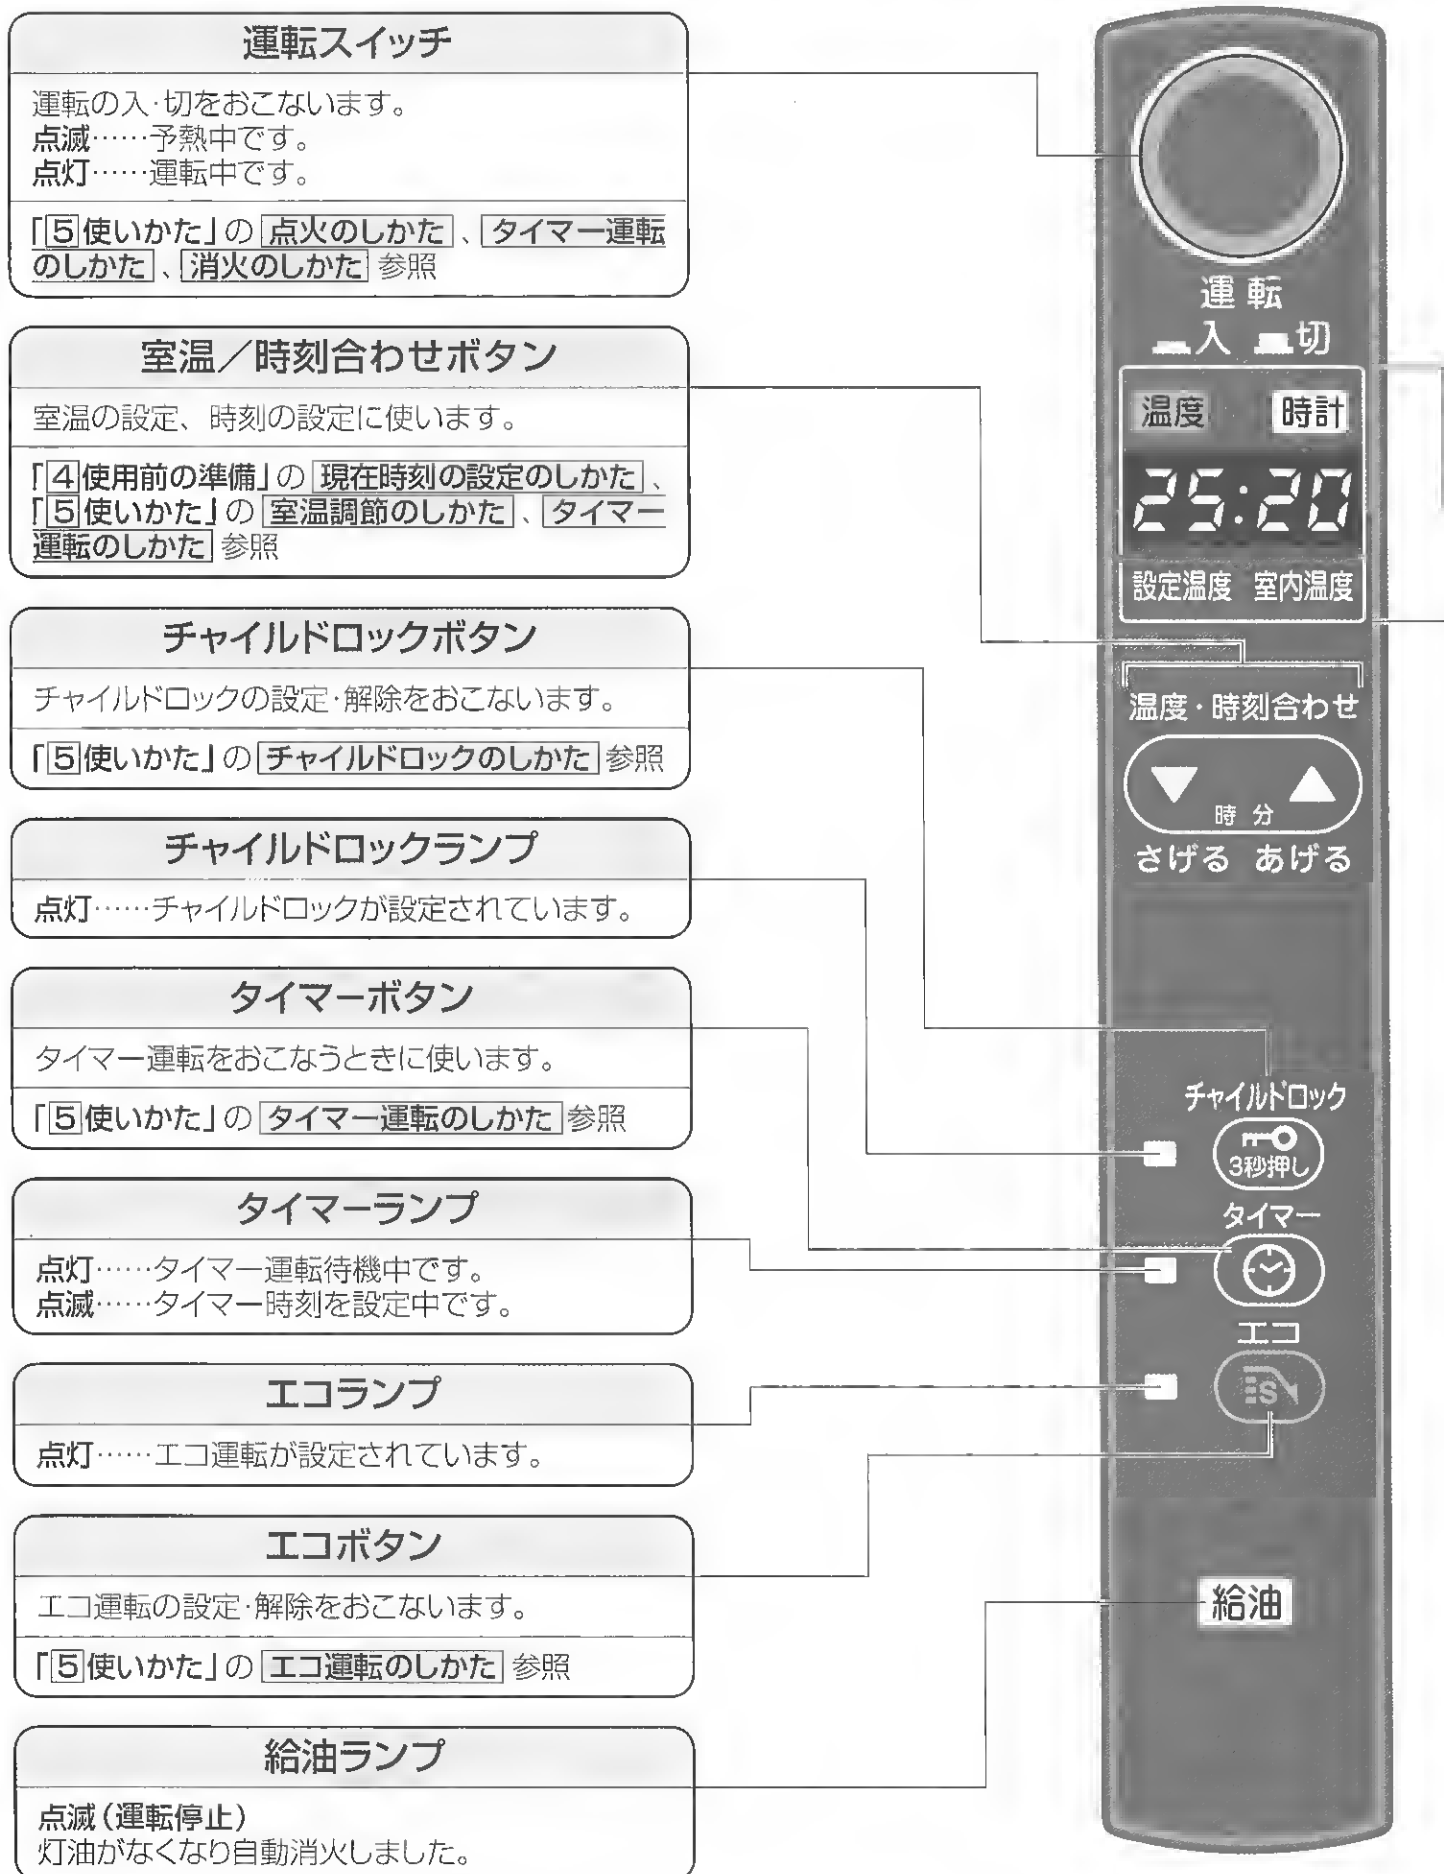 運転スイッチ
運転の入・切をおこないます。
点滅……予熱中です。
点灯……運転中です。
「5使いかた」の 点火のしかた 、 タイマー運転
のしかた 、 消火のしかた 参照
室温／時刻合わせボタン
室温の設定、時刻の設定に使います。
「4使用前の準備」の 現在時刻の設定のしかた 、
「5使いかた」の 室温調節のしかた 、 タイマー
運転のしかた 参照
チャイルドロックボタン
チャイルドロックの設定・解除をおこないます。
「5使いかた」の チャイルドロックのしかた 参照
チャイルドロックランプ
点灯……チャイルドロックが設定されています。
タイマーボタン
タイマー運転をおこなうときに使います。
「5使いかた」の タイマー運転のしかた 参照
タイマーランプ
点灯……タイマー運転待機中です。
点滅……タイマー時刻を設定中です。
エコランプ
点灯……エコ運転が設定されています。
エコボタン
エコ運転の設定・解除をおこないます。
「5使いかた」の エコ運転のしかた 参照
給油ランプ
点滅（運転停止）
灯油がなくなり自動消火しました。
運転
入 切
温度 時計
25:20
設定温度 室内温度
温度・時刻合わせ
▼ ▲
時 分
さげる あげる
チャイルドロック
3秒押し
タイマー
エコ
S
給油